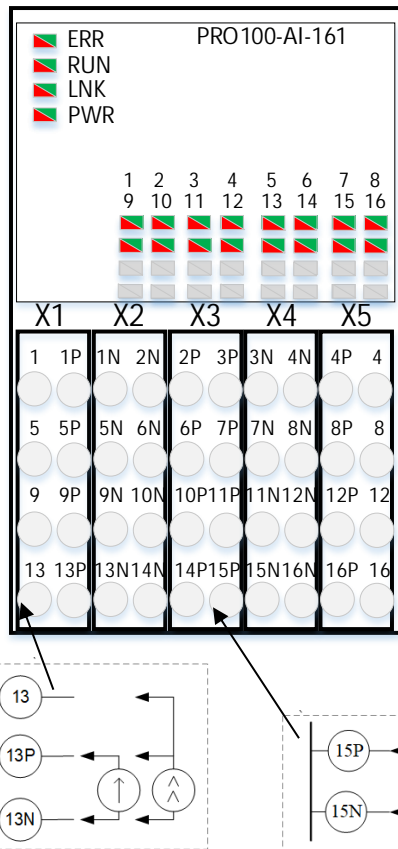 PRO100-AI-161
ERR
RUN
LNK
PWR
1 2 3 4 5 6 7 8
9 10 11 12 13 14 15 16
X1 X2 X3 X4 X5
1 1P 1N 2N 2P 3P 3N 4N 4P 4
5 5P 5N 6N 6P 7P 7N 8N 8P 8
9 9P 9N 10N 10P 11P 11N 12N 12P 12
13 13P 13N 14N 14P 15P 15N 16N 16P 16
13
13P
13N
15P
15N